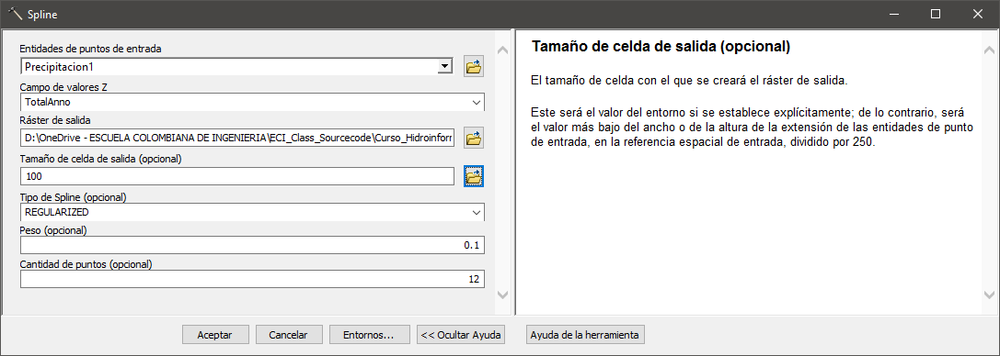 Spline
Entidades de puntos de entrada
Precipitacion1
Campo de valores Z
TotalAnno
Ráster de salida
D:\OneDrive - ESCUELA COLOMBIANA DE INGENIERIA\ECI_Class_Sourcecode\Curso_Hidroinforr
Tamaño de celda de salida (opcional)
100
Tipo de Spline (opcional)
REGULARIZED
Peso (opcional)
0.1
Cantidad de puntos (opcional)
12
Aceptar
Cancelar
Entornos...
<< Ocultar Ayuda
Tamaño de celda de salida (opcional)
El tamaño de celda con el que se creará el ráster de salida.
Este será el valor del entorno si se establece explícitamente; de lo contrario, será
el valor más bajo del ancho o de la altura de la extensión de las entidades de punto
de entrada, en la referencia espacial de entrada, dividido por 250.
Ayuda de la herramienta